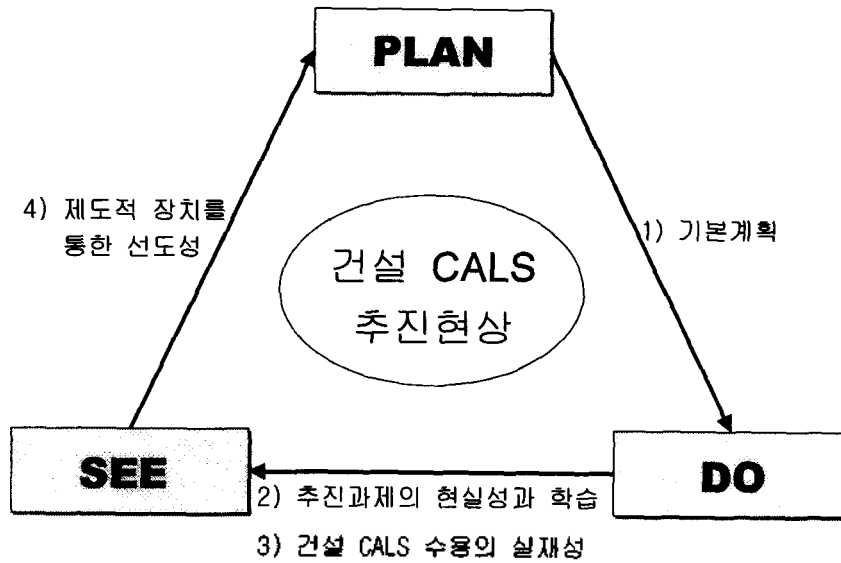 PLAN
4) 제도적 장치를
통한 선도성
1) 기본계획
건설 CALS
추진현상
SEE
DO
2) 추진과제의 현실성과 학습
3) 건설 CALS 수용의 실재성